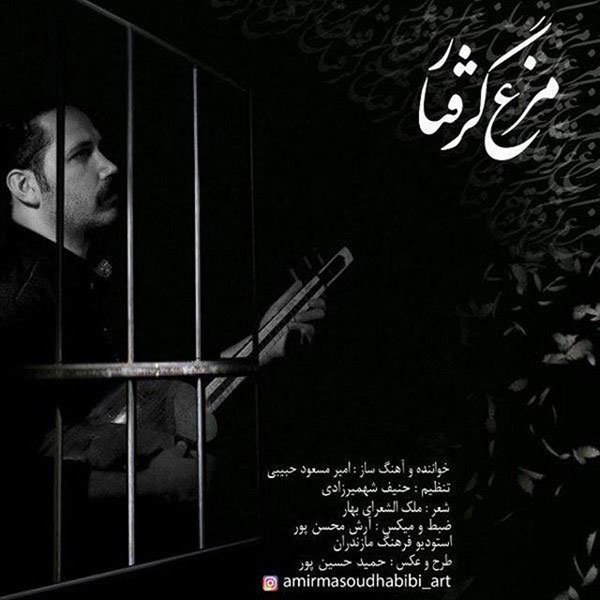 مرغ گرفتار
خواننده و آهنگ ساز : امیر مسعود حبیبی
تنظیم : حنیف شهمیرزادی
شعر : ملک الشعرای بهار
ضبط و میکس : آرش محسن پور
استودیو فرهنگ مازندران
طرح و عکس : حمید حسین پور
amirmasoudhabibi_art